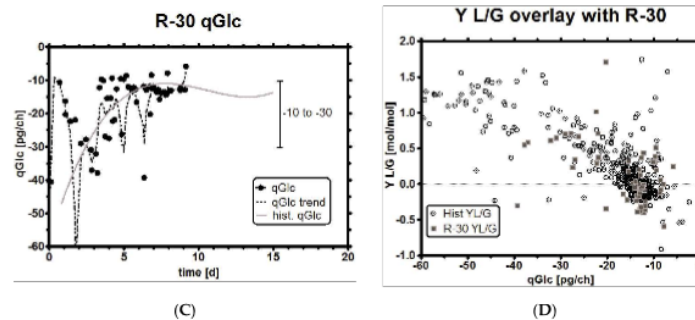 R-30 qGlc
0
-10
-20
-30
-40
-50
-60
qGlc [pg/ch]
-10 to -30
qGlc
qGlc trend
hist. qGlc
0 5 10 15 20
time [d]
(C)
Y L/G overlay with R-30
2.0
1.5
1.0
0.5
0.0
-0.5
-1.0
Y L/G [mol/mol]
Hist YL/G
R-30 YL/G
-60 -50 -40 -30 -20 -10
qGlc [pg/ch]
(D)